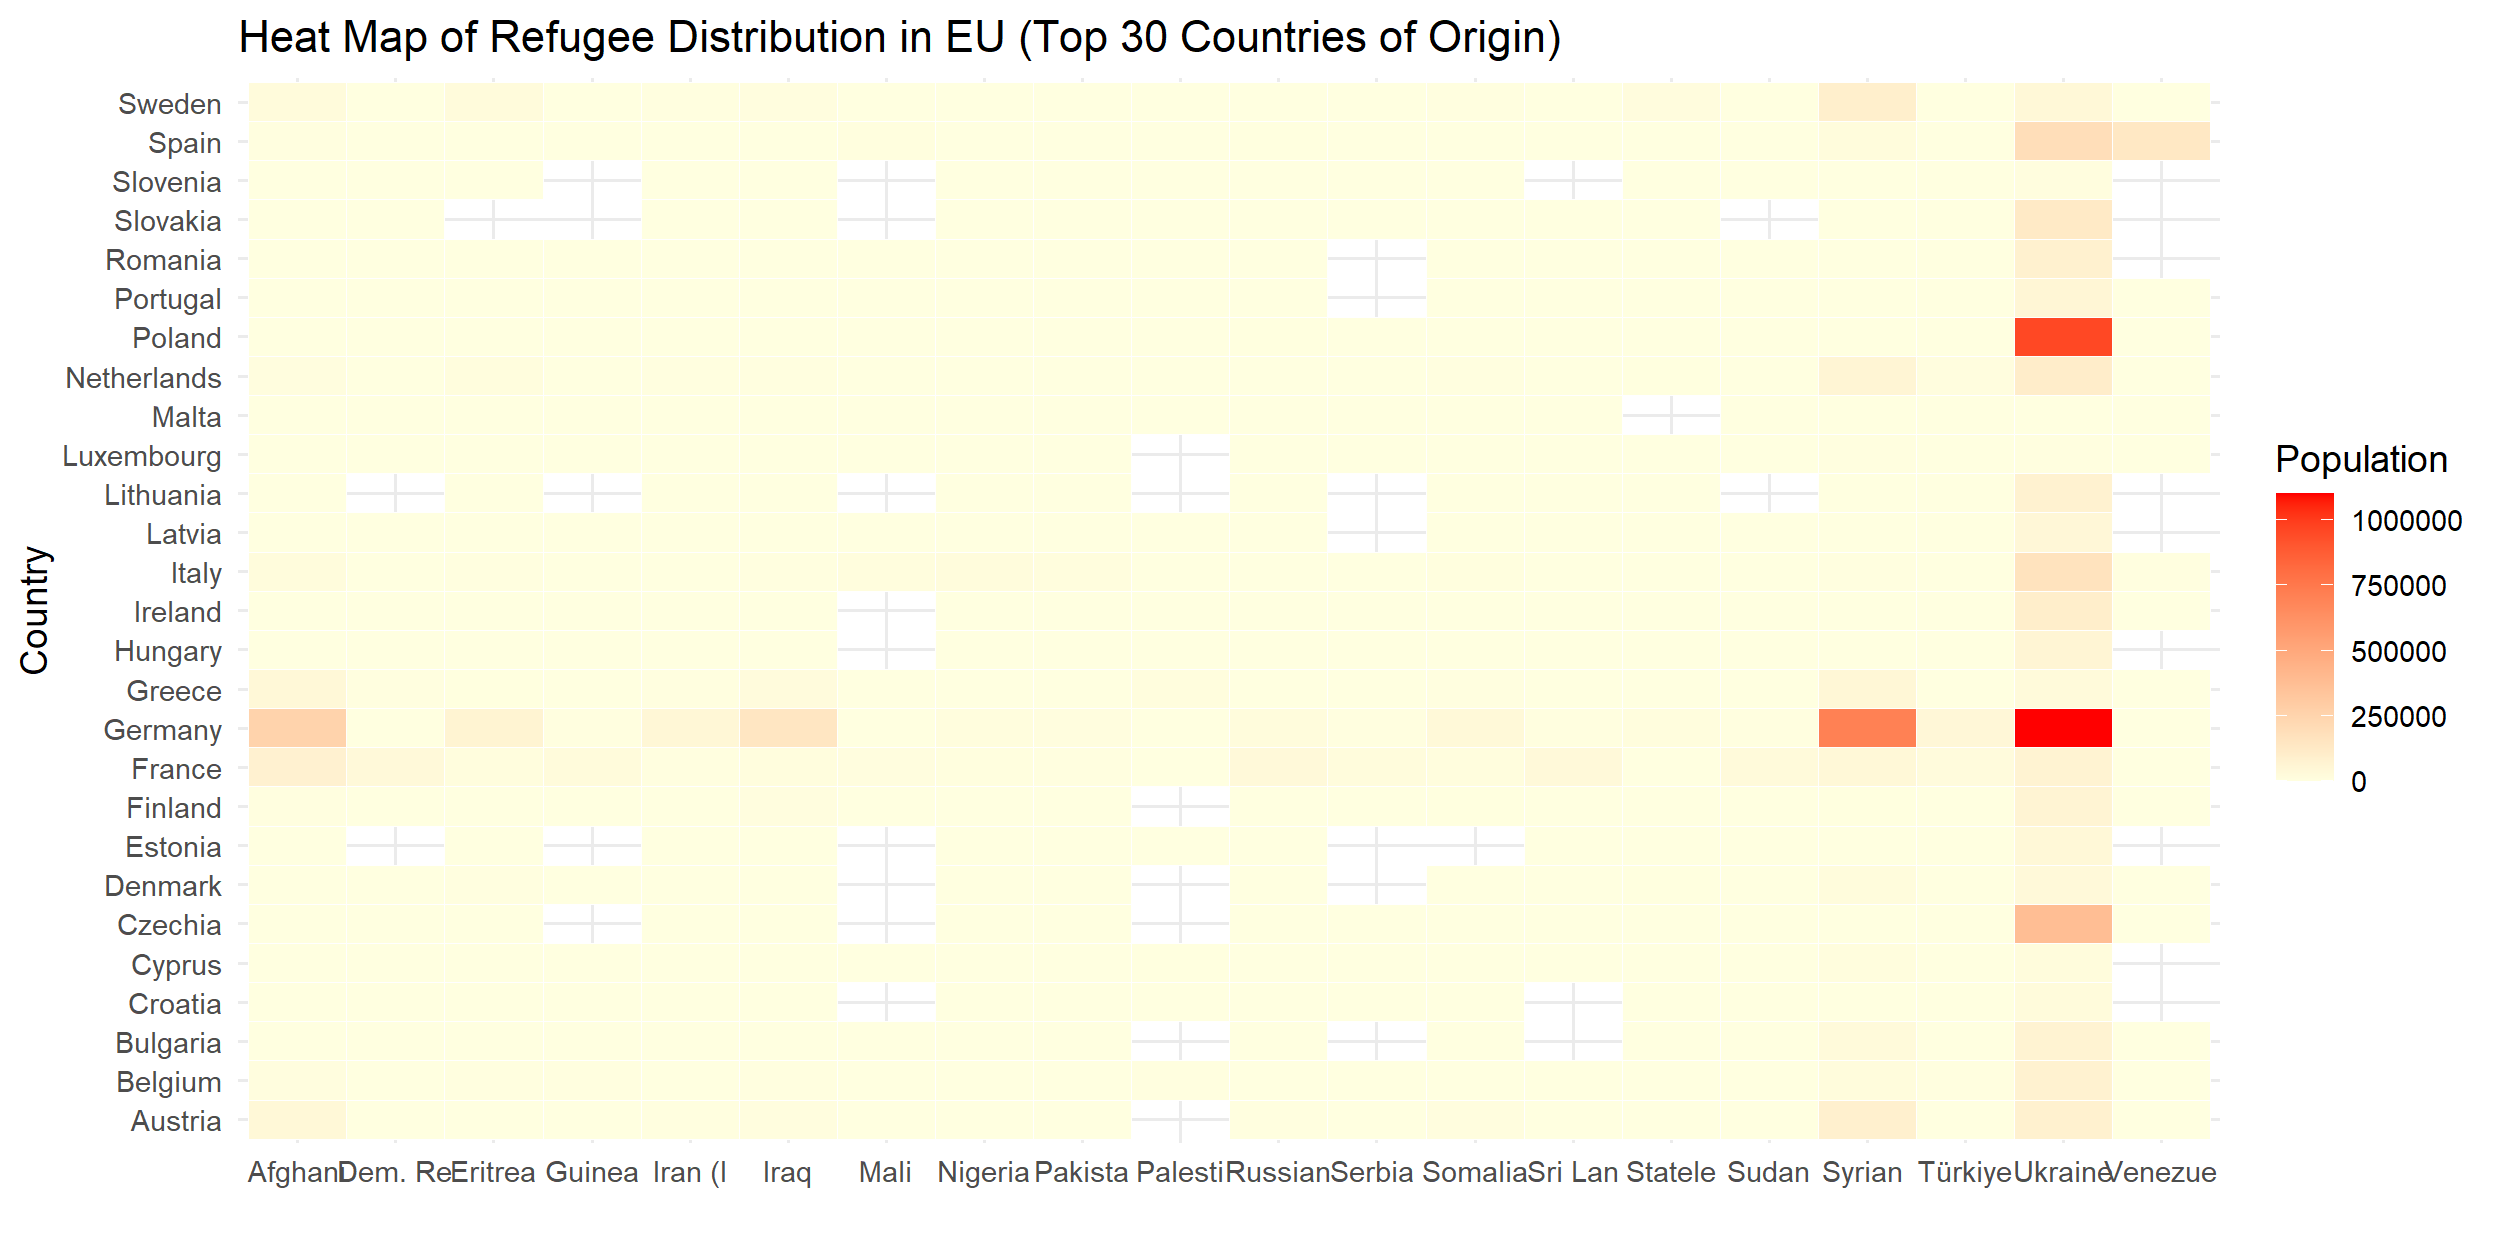 Heat Map of Refugee Distribution in EU (Top 30 Countries of Origin)
Country
Sweden
Spain
Slovenia
Slovakia
Romania
Portugal
Poland
Netherlands
Malta
Luxembourg
Lithuania
Latvia
Italy
Ireland
Hungary
Greece
Germany
France
Finland
Estonia
Denmark
Czechia
Cyprus
Croatia
Bulgaria
Belgium
Austria
Afghani Dem. Re Eritrea Guinea Iran (I Iraq Mali Nigeria Pakista Palesti Russian Serbia Somalia Sri Lan Statele Sudan Syrian Türkiye Ukraine Venezue
Population
1000000
750000
500000
250000
0